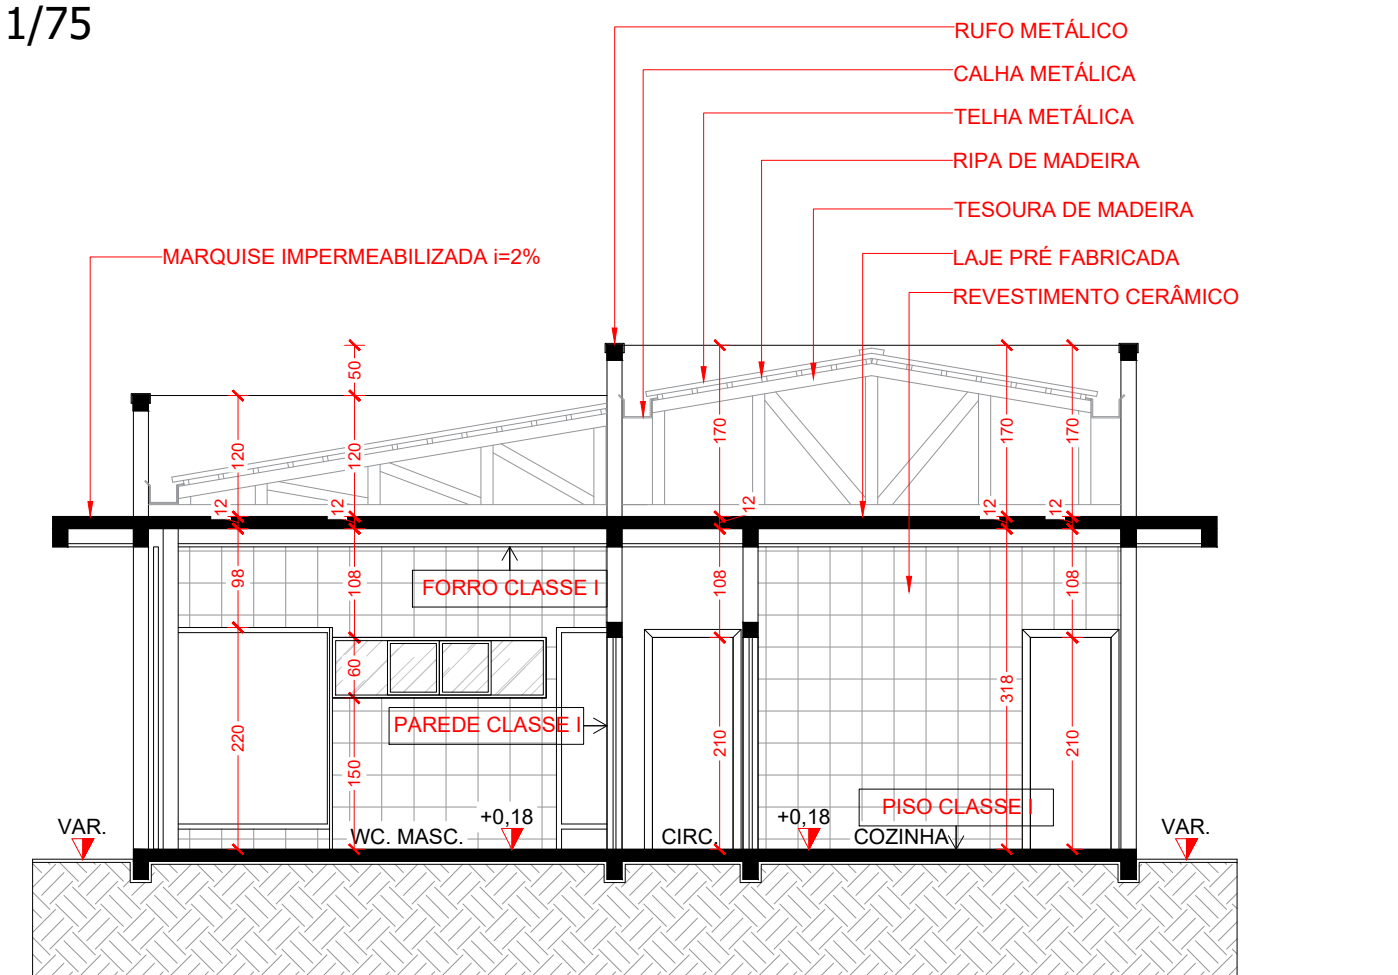 1/75
RUFO METÁLICO
CALHA METÁLICA
TELHA METÁLICA
RIPA DE MADEIRA
TESOURA DE MADEIRA
MARQUISE IMPERMEABILIZADA i=2%
LAJE PRÉ FABRICADA
REVESTIMENTO CERÂMICO
50
120
120
170
170
170
12
12
12
12
12
98
108
108
108
FORRO CLASSE I
60
318
PAREDE CLASSE I
220
210
210
150
PISO CLASSE I
VAR.
+0,18
+0,18
VAR.
WC. MASC.
CIRC.
COZINHA